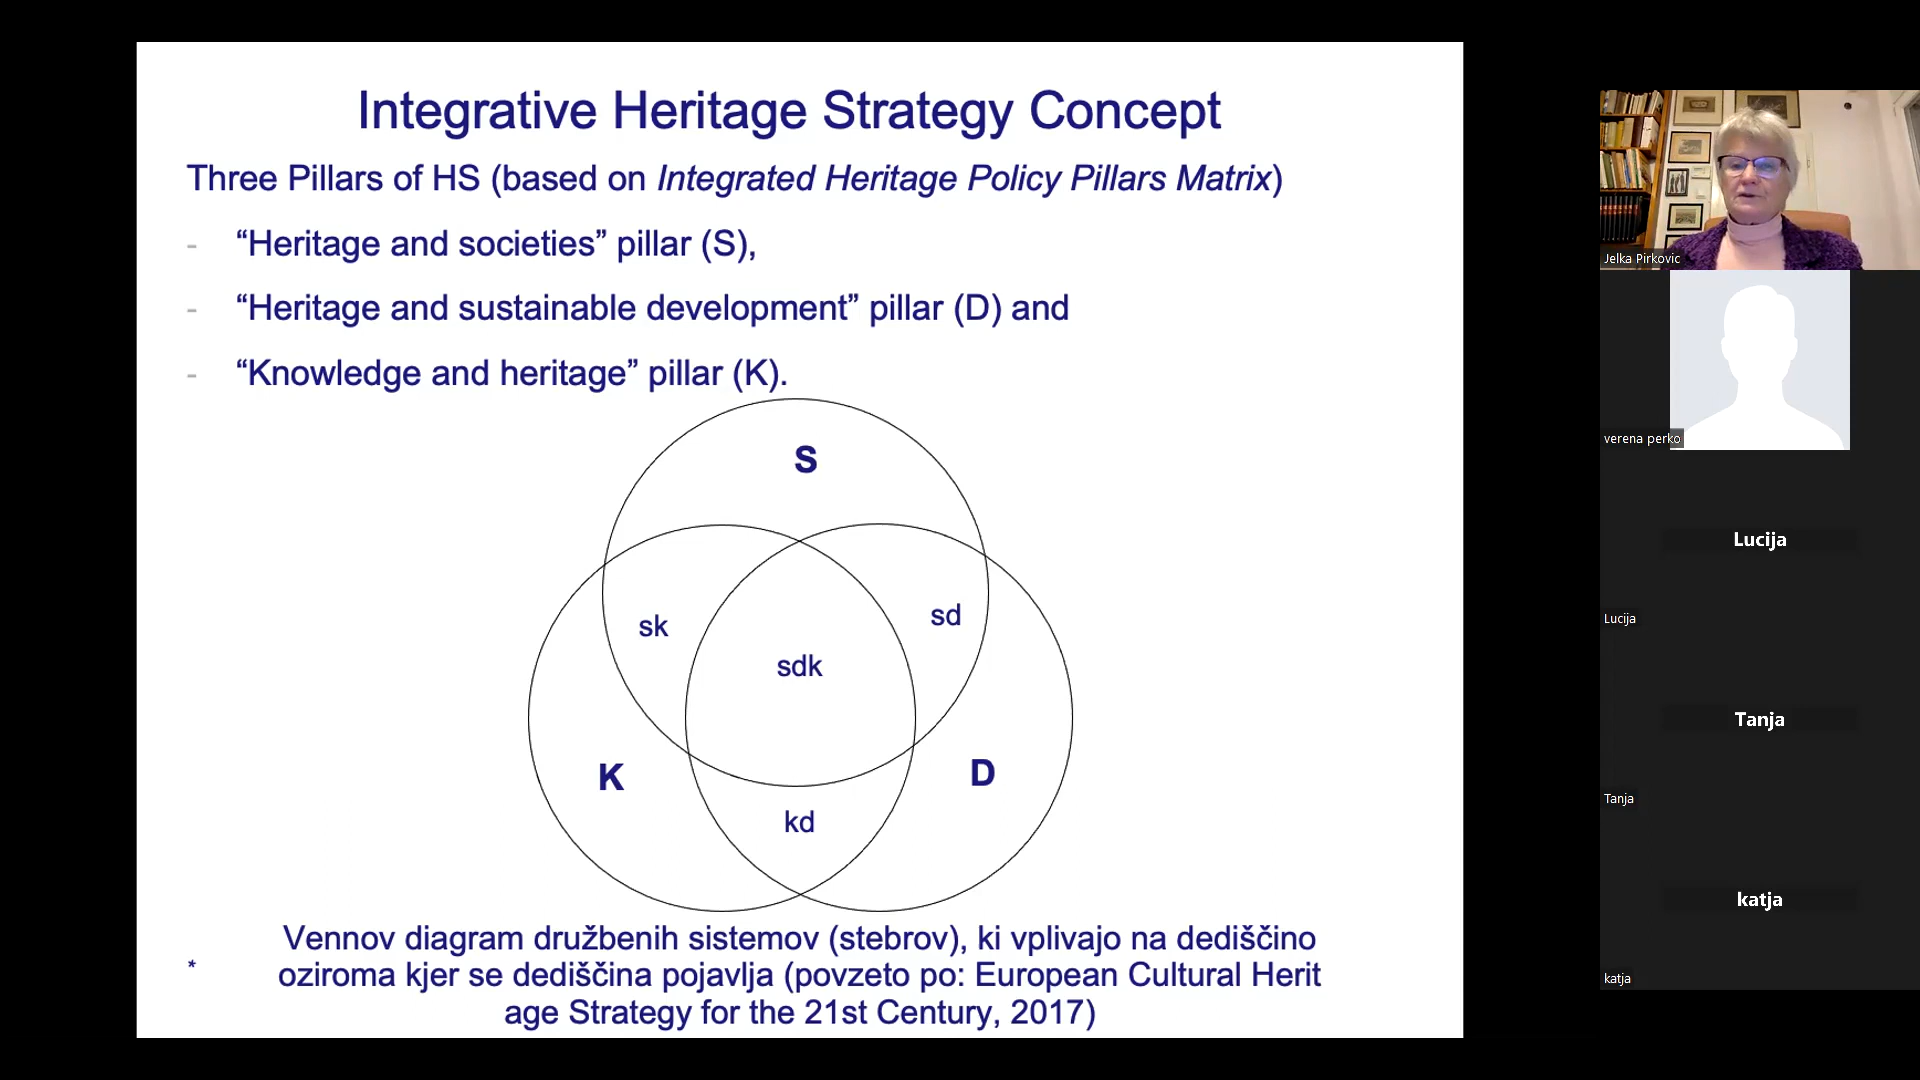 Integrative Heritage Strategy Concept
Three Pillars of HS (based on Integrated Heritage Policy Pillars Matrix)
- “Heritage and societies” pillar (S),
- “Heritage and sustainable development” pillar (D) and
- “Knowledge and heritage” pillar (K).
S
sk
sd
sdk
K
D
kd
Vennov diagram družbenih sistemov (stebrov), ki vplivajo na dediščino
* oziroma kjer se dediščina pojavlja (povzeto po: European Cultural Herit
age Strategy for the 21st Century, 2017)
Jelka Pirkovic
verena perko
Lucija
Lucija
Tanja
Tanja
katja
katja